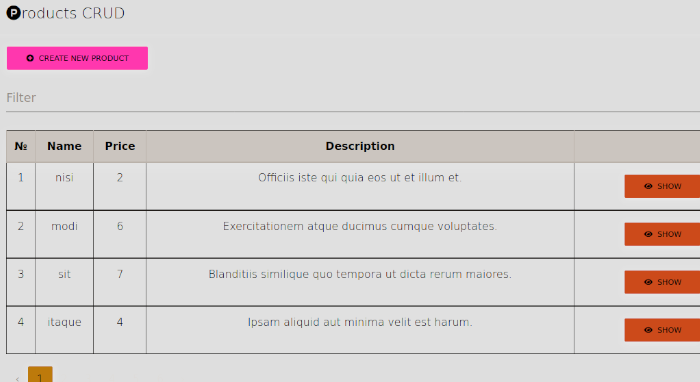 Products CRUD
CREATE NEW PRODUCT
Filter
№ Name Price Description
1 nisi 2 Officiis iste qui quia eos ut et illum et. SHOW
2 modi 6 Exercitationem atque ducimus cumque voluptates. SHOW
3 sit 7 Blanditiis similique quo tempora ut dicta rerum maiores. SHOW
4 itaque 4 Ipsam aliquid aut minima velit est harum. SHOW
‹ 1